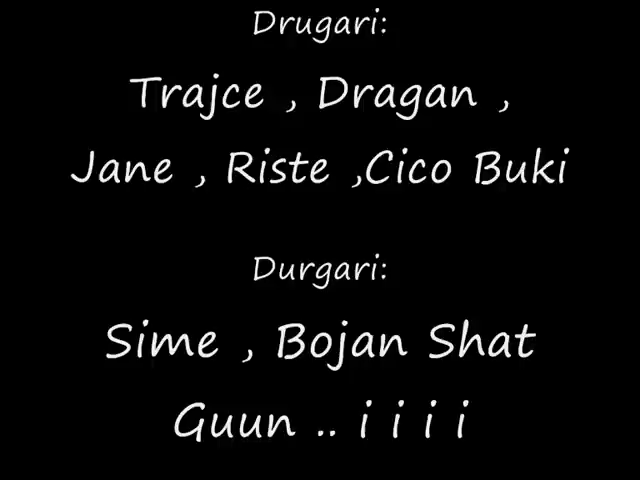 Drugari:
Trajce , Dragan ,
Jane , Riste ,Cico Buki
Durgari:
Sime , Bojan Shat
Guun .. i i i i